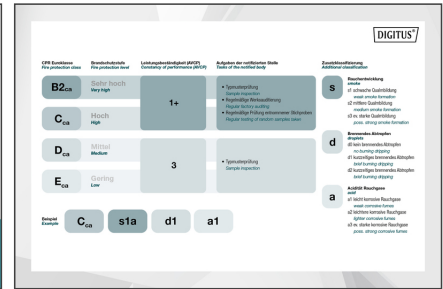 DIGITUS®
CPR Euroklasse
Fire protection class
Brandschutzstufe
Fire protection level
Leistungsbeständigkeit (AVCP)
Constancy of performance (AVCP)
Aufgaben der notifizierten Stelle
Tasks of the notified body
Zusatzklassifizierung
Additional classification
B2ca
Sehr hoch
Very high
Cca
Hoch
High
1+
• Typmusterprüfung
Sample inspection
• Regelmäßige Werksauditierung
Regular factory auditing
• Regelmäßige Prüfung entnommener Stichproben
Regular testing of random samples taken
Dca
Mittel
Medium
Eca
Gering
Low
3
• Typmusterprüfung
Sample inspection
s
Rauchentwicklung
smoke
s1 schwache Qualmbildung
weak smoke formation
s2 mittlere Qualmbildung
medium smoke formation
s3 ev. starke Qualmbildung
poss. strong smoke formation
d
Brennendes Abtropfen
droplets
d0 kein brennendes Abtropfen
no burning dripping
d1 kurzzeitiges brennendes Abtropfen
brief burning dripping
d2 kurzzeitiges brennendes Abtropfen
brief burning dripping
a
Acidität Rauchgase
acid
a1 leicht korrosive Rauchgase
weak corrosive fumes
a2 leichtere korrosive Rauchgase
lighter corrosive fumes
a3 ev. starke korrosive Rauchgase
poss. strong corrosive fumes
Beispiel
Example
Cca
s1a
d1
a1